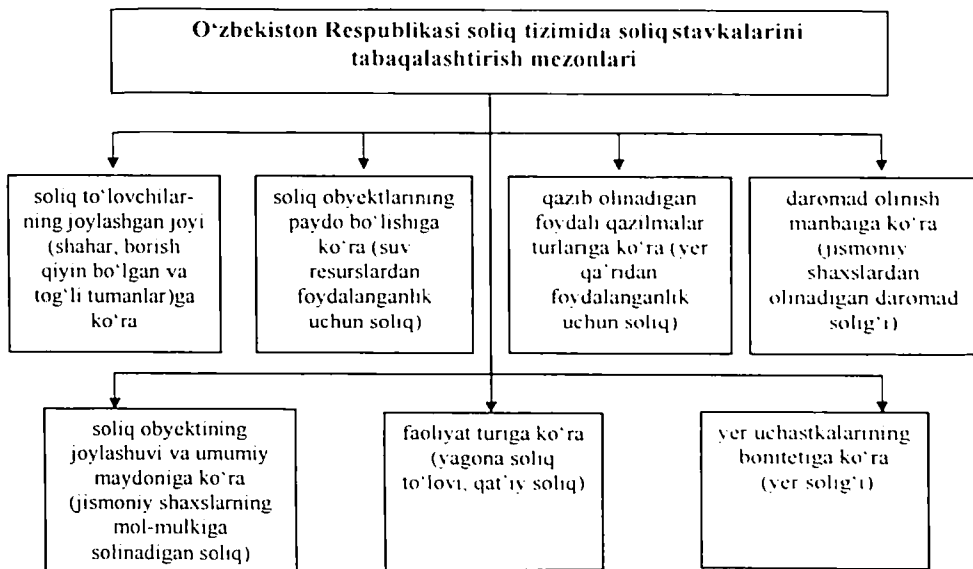 O‘zbekiston Respublikasi soliq tizimida soliq stavkalarini
tabaqalashtirish mezonlari
soliq to‘lovchilar-
ning joylashgan joyi
(shahar, borish
qiyin bo‘lgan va
tog‘li tumanlar)ga
ko‘ra
soliq obyektlarining
paydo bo‘lishiga
ko‘ra (suv
resurslardan
foydalanganlik
uchun soliq)
qazib olinadigan
foydali qazilmalar
turlariga ko‘ra (yer
qa‘ridan
foydalanganlik
uchun soliq)
daromad olinish
manbaiga ko‘ra
(jismoniy
shaxslardan
olinadigan daromad
solig‘i)
soliq obyektining
joylashuvi va umumiy
maydoniga ko‘ra
(jismoniy shaxslarning
mol-mulkiga
solinadigan soliq)
faoliyat turiga ko‘ra
(yagona soliq
to‘lovi, qat‘iy soliq)
yer uchastkalarining
bonitetiga ko‘ra
(yer solig‘i)